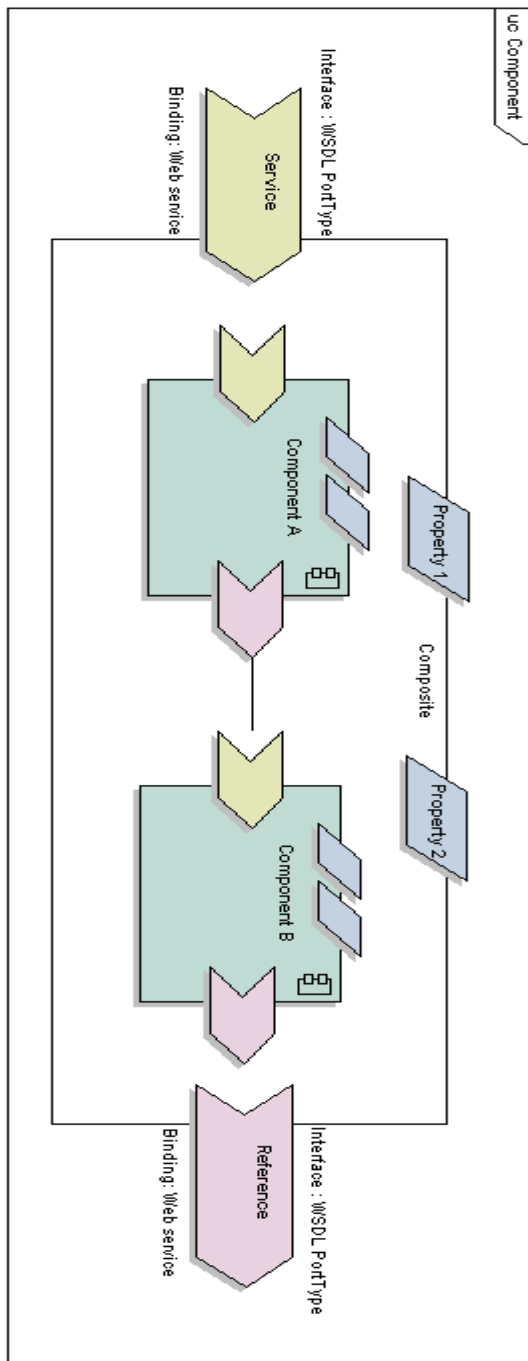 uc Component
Composite
Property 1
Property 2
Interface : WSDL PortType
Service
Binding: Web service
Component A
Component B
Interface : WSDL PortType
Reference
Binding: Web service